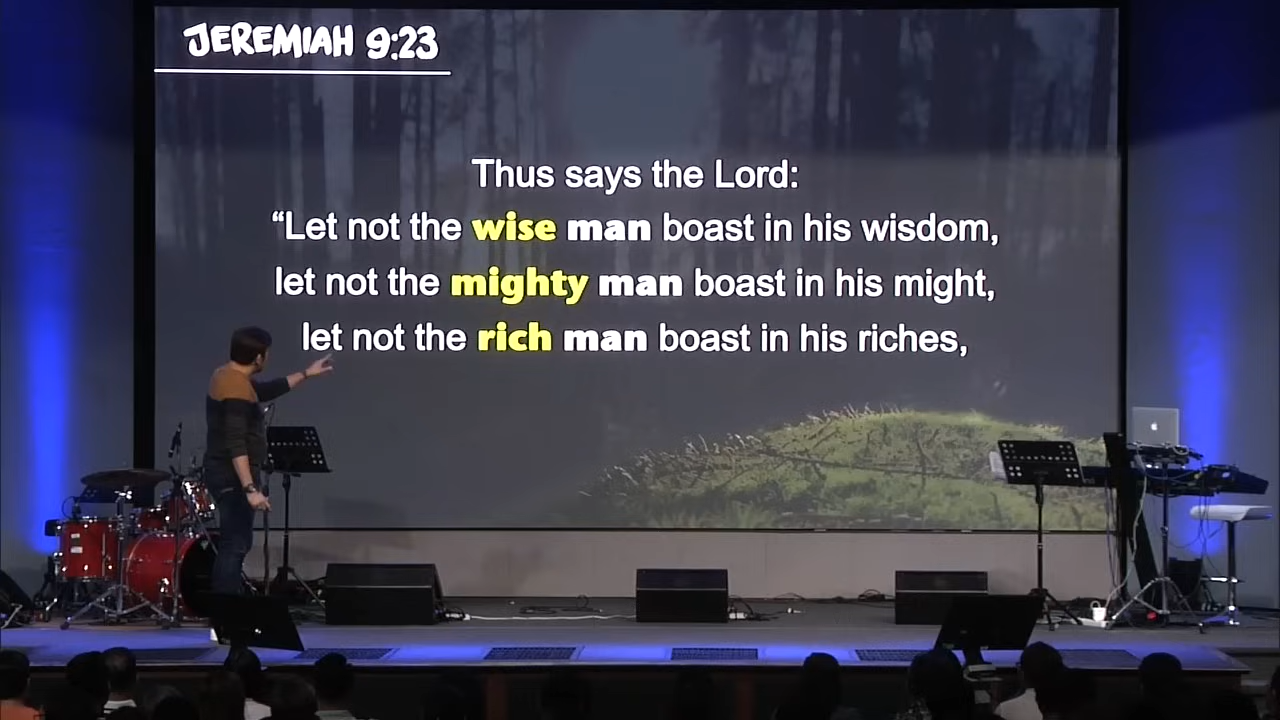 JEREMIAH 9:23
Thus says the Lord:
“Let not the wise man boast in his wisdom,
let not the mighty man boast in his might,
let not the rich man boast in his riches,